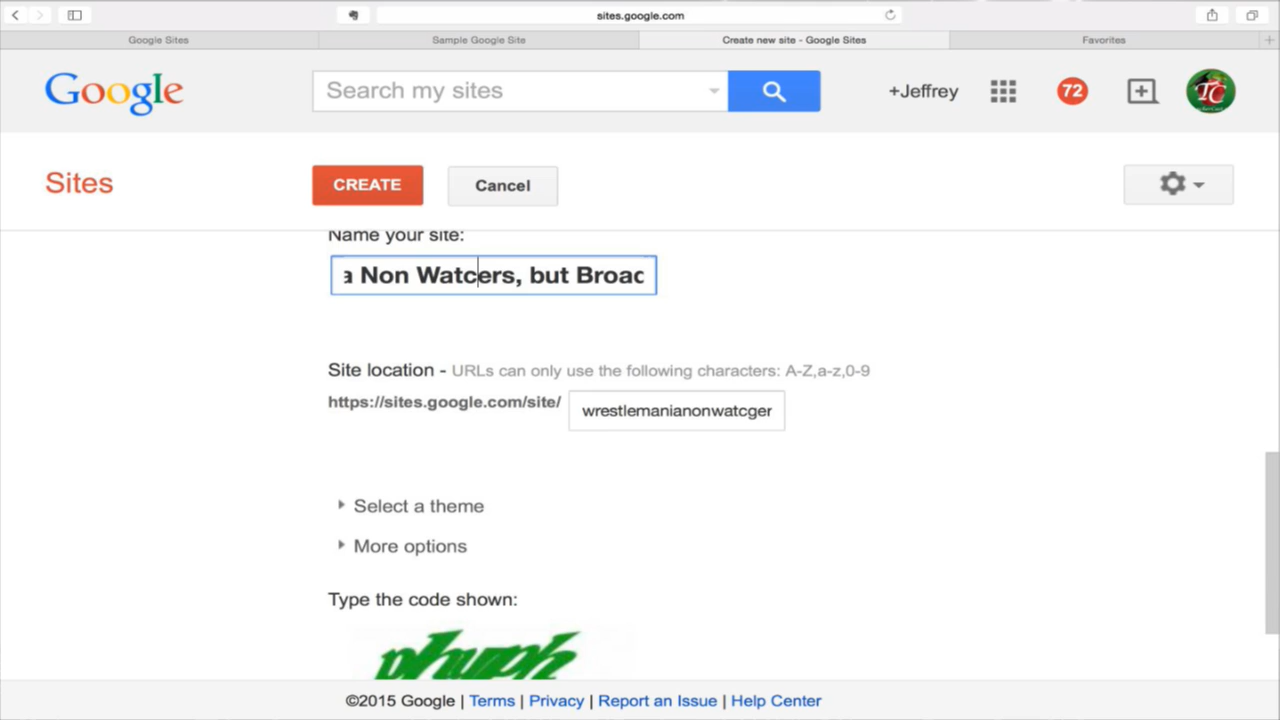 sites.google.com
Google Sites
Sample Google Site
Create new site - Google Sites
Favorites
+
Google
Search my sites
+Jeffrey
72
TC
Sites
CREATE
Cancel
Name your site:
a Non Watcers, but Broac
Site location - URLs can only use the following characters: A-Z,a-z,0-9
https://sites.google.com/site/
wrestlemanianonwatcger
Select a theme
More options
Type the code shown:
©2015 Google | Terms | Privacy | Report an Issue | Help Center